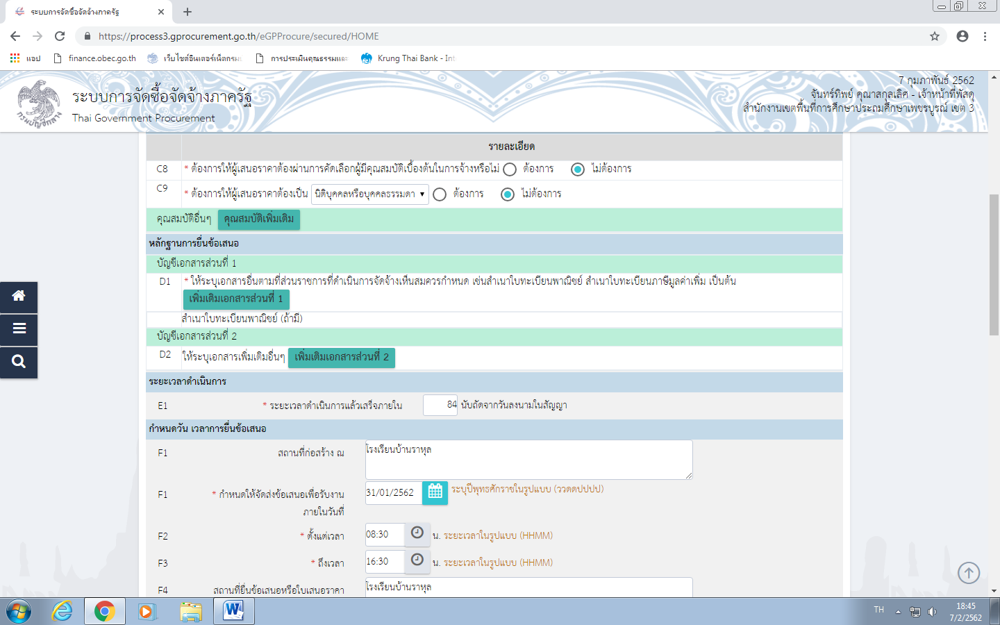 ระบบการจัดซื้อจัดจ้างภาครัฐ
https://process3.gprocurement.go.th/eGPProcure/secured/HOME
แอป
finance.obec.go.th
เว็บไซต์อินเตอร์เน็ตกรม
การประเมินคุณธรรมและ
Krung Thai Bank - Int
ระบบการจัดซื้อจัดจ้างภาครัฐ
Thai Government Procurement
7 กุมภาพันธ์ 2562
จันทร์ทิพย์ คุณาสกุลเลิศ - เจ้าหน้าที่พัสดุ
สำนักงานเขตพื้นที่การศึกษาประถมศึกษาเพชรบูรณ์ เขต 3
กรมบัญชีกลาง
รายละเอียด
C8 * ต้องการให้ผู้เสนอราคาต้องผ่านการคัดเลือกผู้มีคุณสมบัติเบื้องต้นในการจ้างหรือไม่ ต้องการ ไม่ต้องการ
C9 * ต้องการให้ผู้เสนอราคาต้องเป็น นิติบุคคลหรือบุคคลธรรมดา ต้องการ ไม่ต้องการ
คุณสมบัติอื่นๆ คุณสมบัติเพิ่มเติม
หลักฐานการยื่นข้อเสนอ
บัญชีเอกสารส่วนที่ 1
D1 * ให้ระบุเอกสารอื่นตามที่ส่วนราชการที่ดำเนินการจัดจ้างเห็นสมควรกำหนด เช่นสำเนาใบทะเบียนพาณิชย์ สำเนาใบทะเบียนภาษีมูลค่าเพิ่ม เป็นต้น
เพิ่มเติมเอกสารส่วนที่ 1
สำเนาใบทะเบียนพาณิชย์ (ถ้ามี)
บัญชีเอกสารส่วนที่ 2
D2 ให้ระบุเอกสารเพิ่มเติมอื่นๆ เพิ่มเติมเอกสารส่วนที่ 2
ระยะเวลาดำเนินการ
E1 * ระยะเวลาดำเนินการแล้วเสร็จภายใน 84 นับถัดจากวันลงนามในสัญญา
กำหนดวัน เวลาการยื่นข้อเสนอ
F1 สถานที่ก่อสร้าง ณ โรงเรียนบ้านราหุล
F1 * กำหนดให้จัดส่งข้อเสนอเพื่อรับงาน 31/01/2562 ระบุปีพุทธศักราชในรูปแบบ (ววดดปปปป)
ภายในวันที่
F2 * ตั้งแต่เวลา 08:30 น. ระยะเวลาในรูปแบบ (HHMM)
F3 * ถึงเวลา 16:30 น. ระยะเวลาในรูปแบบ (HHMM)
F4 สถานที่ยื่นข้อเสนอหรือใบเสนอราคา โรงเรียนบ้านราหุล
TH
18:45
7/2/2562